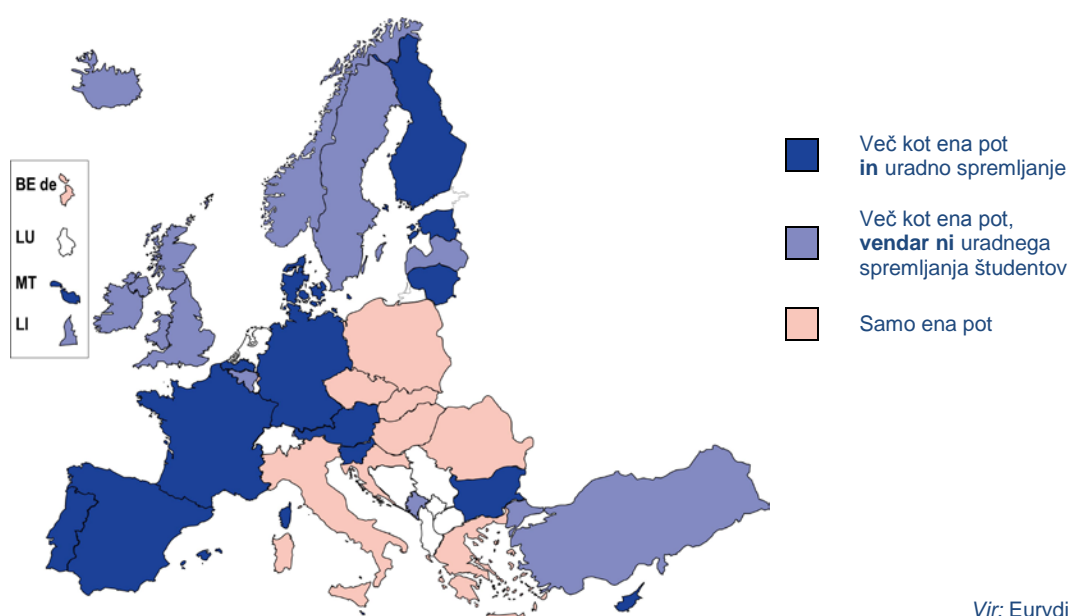 BE de
LU
MT
LI
Več kot ena pot
in uradno spremljanje
Več kot ena pot,
vendar ni uradnega
spremljanja študentov
Samo ena pot
Vir: Eurydi